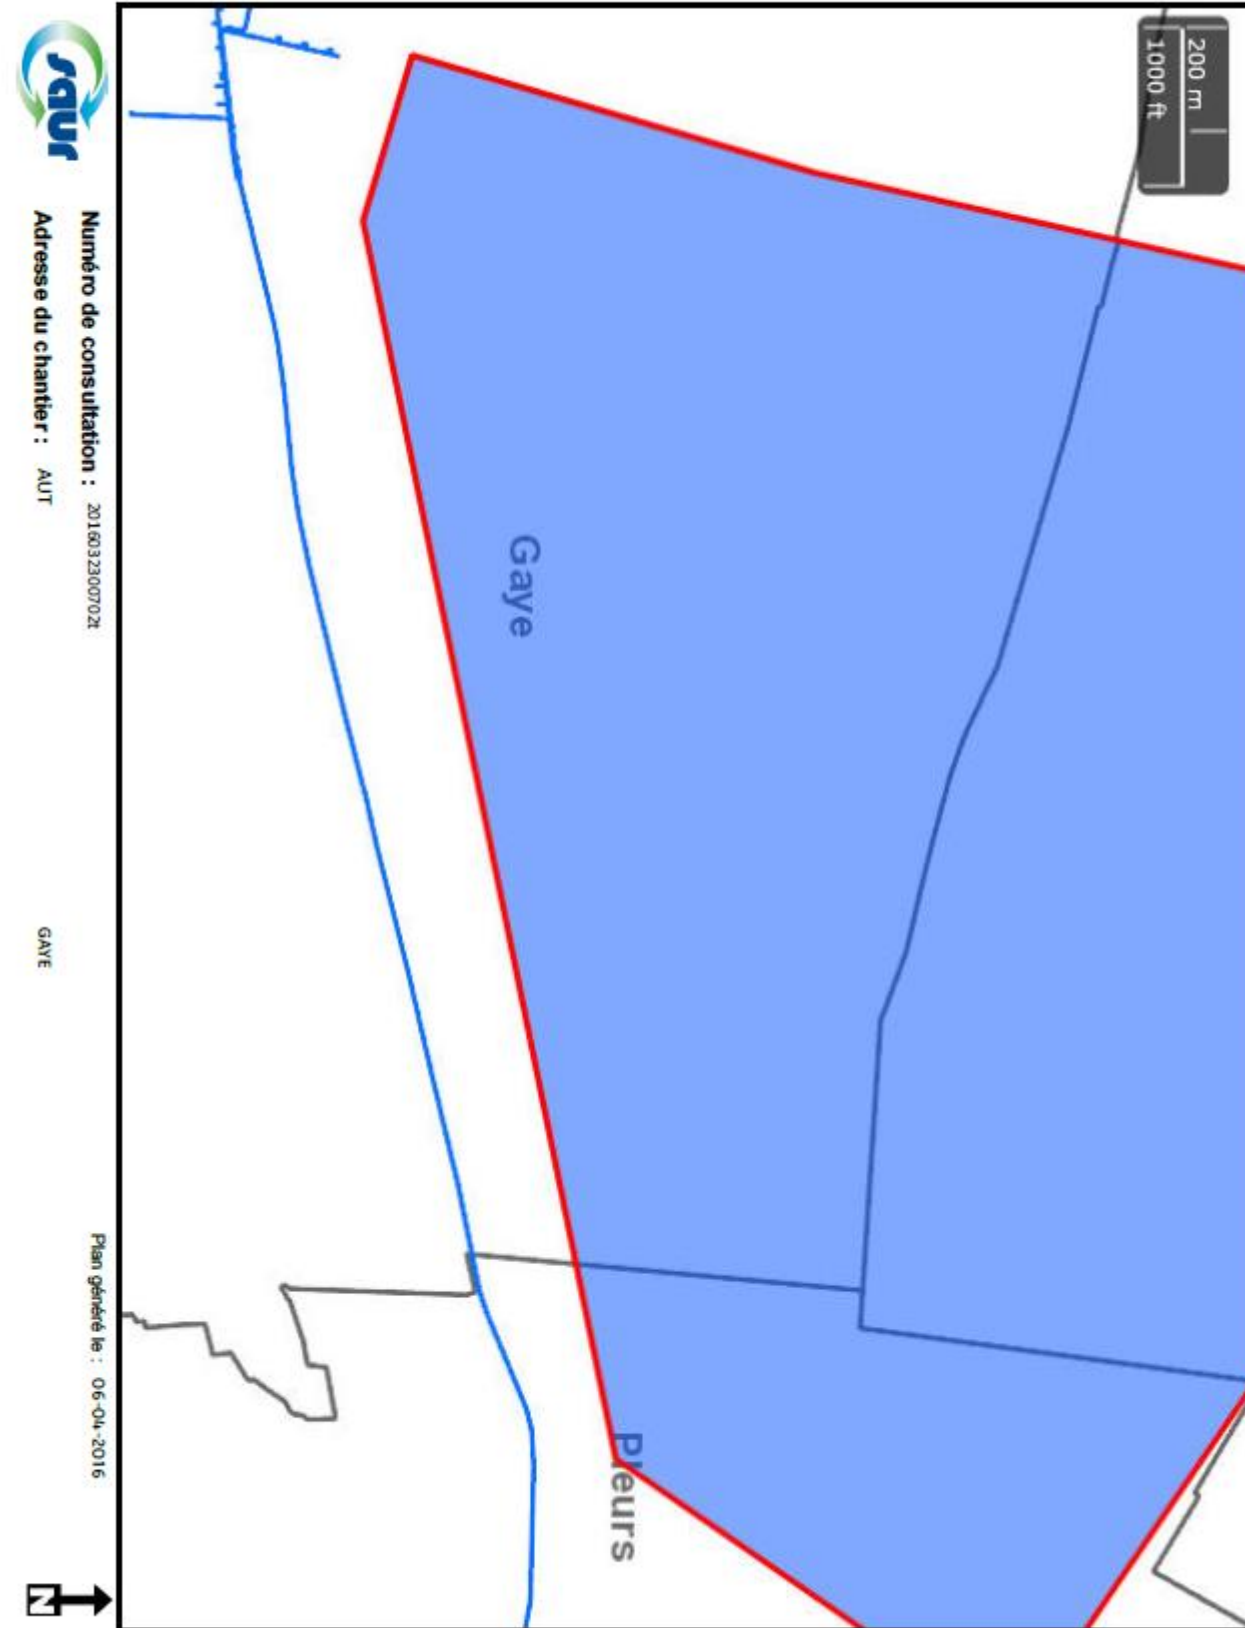 200 m
1000 ft
Gaye
Pleurs
saur
Numéro de consultation : 2016032300702t
Adresse du chantier : AUT
GAYE
Plan généré le : 06-04-2016
N